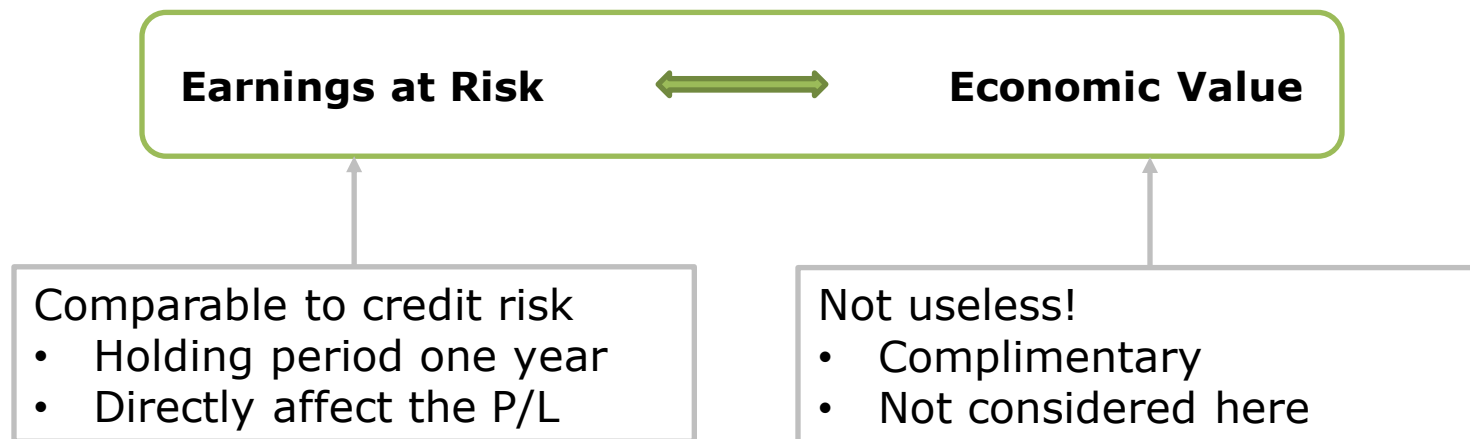 Earnings at Risk
Economic Value
Comparable to credit risk
• Holding period one year
• Directly affect the P/L
Not useless!
• Complimentary
• Not considered here